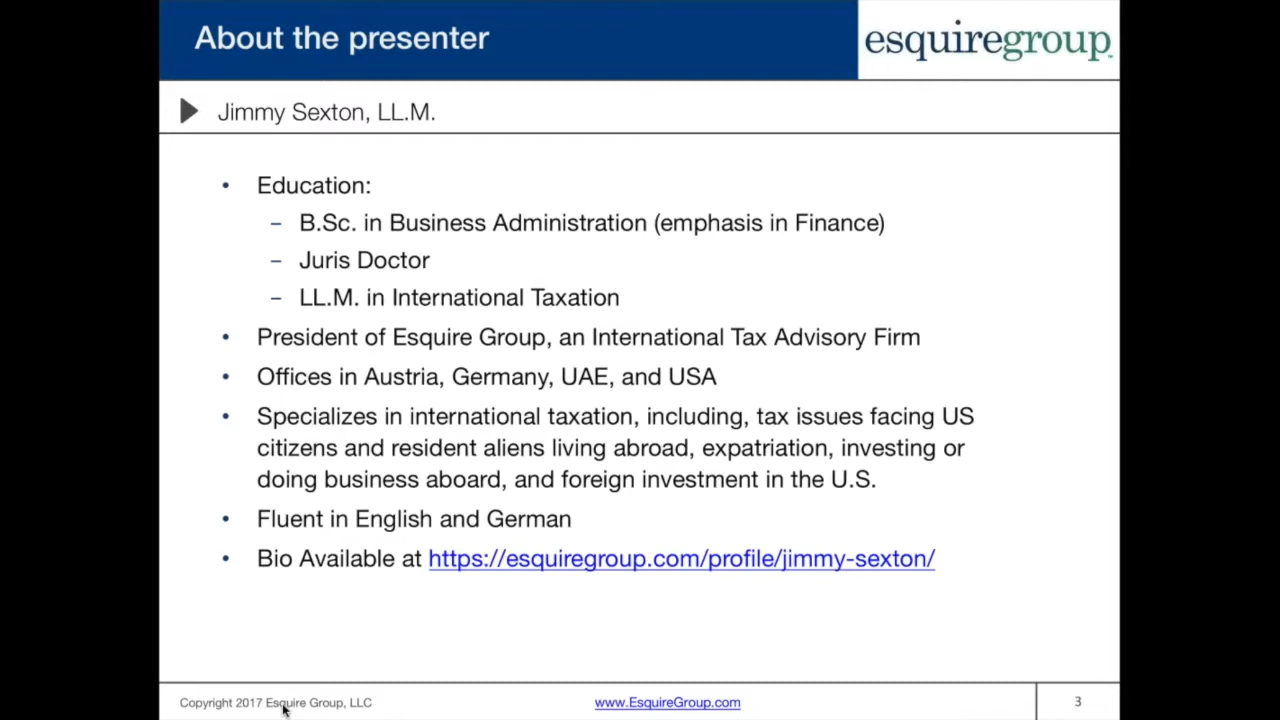 About the presenter
esquiregroup™
Jimmy Sexton, LL.M.
• Education:
– B.Sc. in Business Administration (emphasis in Finance)
– Juris Doctor
– LL.M. in International Taxation
• President of Esquire Group, an International Tax Advisory Firm
• Offices in Austria, Germany, UAE, and USA
• Specializes in international taxation, including, tax issues facing US
citizens and resident aliens living abroad, expatriation, investing or
doing business aboard, and foreign investment in the U.S.
• Fluent in English and German
• Bio Available at https://esquiregroup.com/profile/jimmy-sexton/
Copyright 2017 Esquire Group, LLC
www.EsquireGroup.com
3